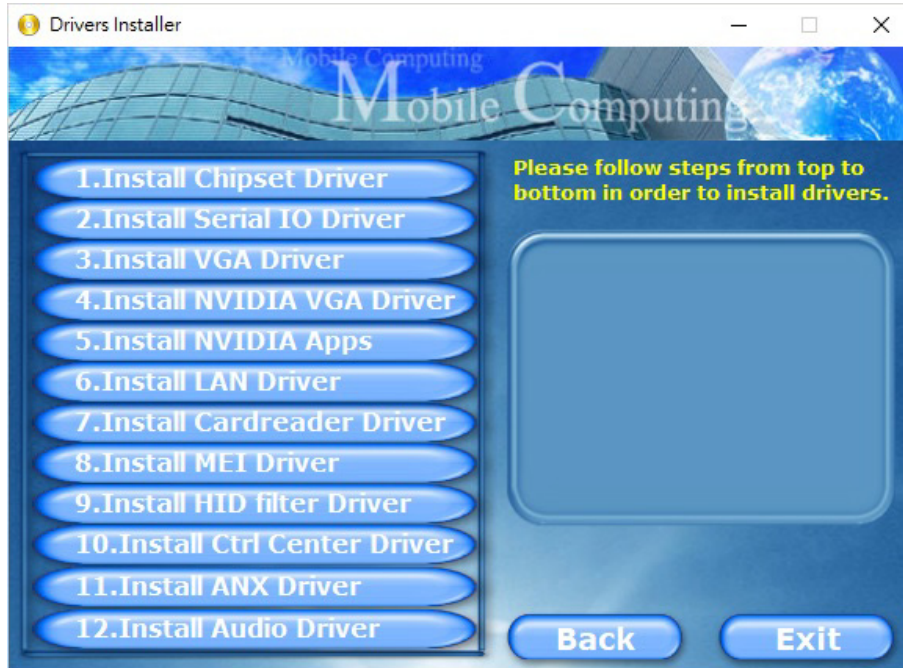 Drivers Installer
Mobile Computing
Mobile Computing
Please follow steps from top to
bottom in order to install drivers.
1.Install Chipset Driver
2.Install Serial IO Driver
3.Install VGA Driver
4.Install NVIDIA VGA Driver
5.Install NVIDIA Apps
6.Install LAN Driver
7.Install Cardreader Driver
8.Install MEI Driver
9.Install HID filter Driver
10.Install Ctrl Center Driver
11.Install ANX Driver
12.Install Audio Driver
Back
Exit